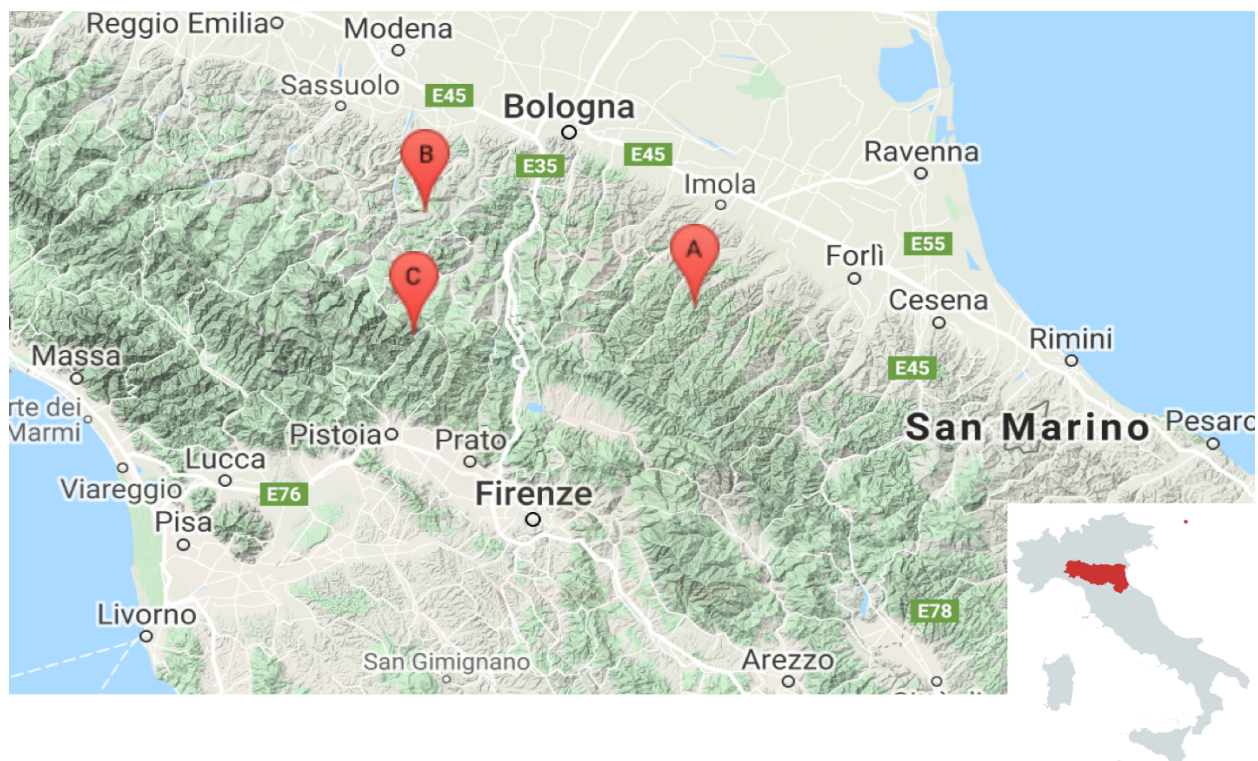 Reggio Emilia
Modena
Sassuolo
E45
Bologna
B
E35
E45
Ravenna
Imola
A
E55
Forlì
C
Cesena
Rimini
Massa
E45
rte dei
Marmi
Pistoia
Prato
San Marino
Pesaro
Lucca
Viareggio
E76
Firenze
Pisa
Livorno
E78
San Gimignano
Arezzo